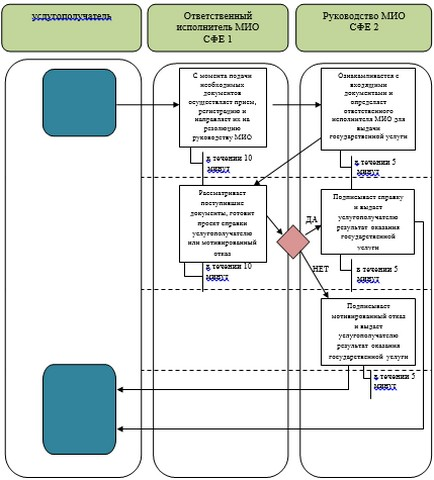 услугополучатель
Ответственный
исполнитель МИО
СФЕ 1
Руководство МИО
СФЕ 2
С момента подачи
необходимых
документов
осуществляет прием,
регистрацию и
направляет их на
резолюцию
руководству МИО
в течении 10
минут
Ознакамливается с
входящими
документами и
определяет
ответственного
исполнителя МИО для
выдачи
государственной услуги
в течении 5
минут
Рассматривает
поступившие
документы, готовит
проект справки
услугополучателю
или мотивированный
отказ
в течении 10
минут
ДА
НЕТ
Подписывает справку
и выдает
услугополучателю
результат оказания
государственной
услуги
в течении 5
минут
Подписывает
мотивированный отказ
и выдает
услугополучателю
результат оказания
государственной услуги
в течении 5
минут